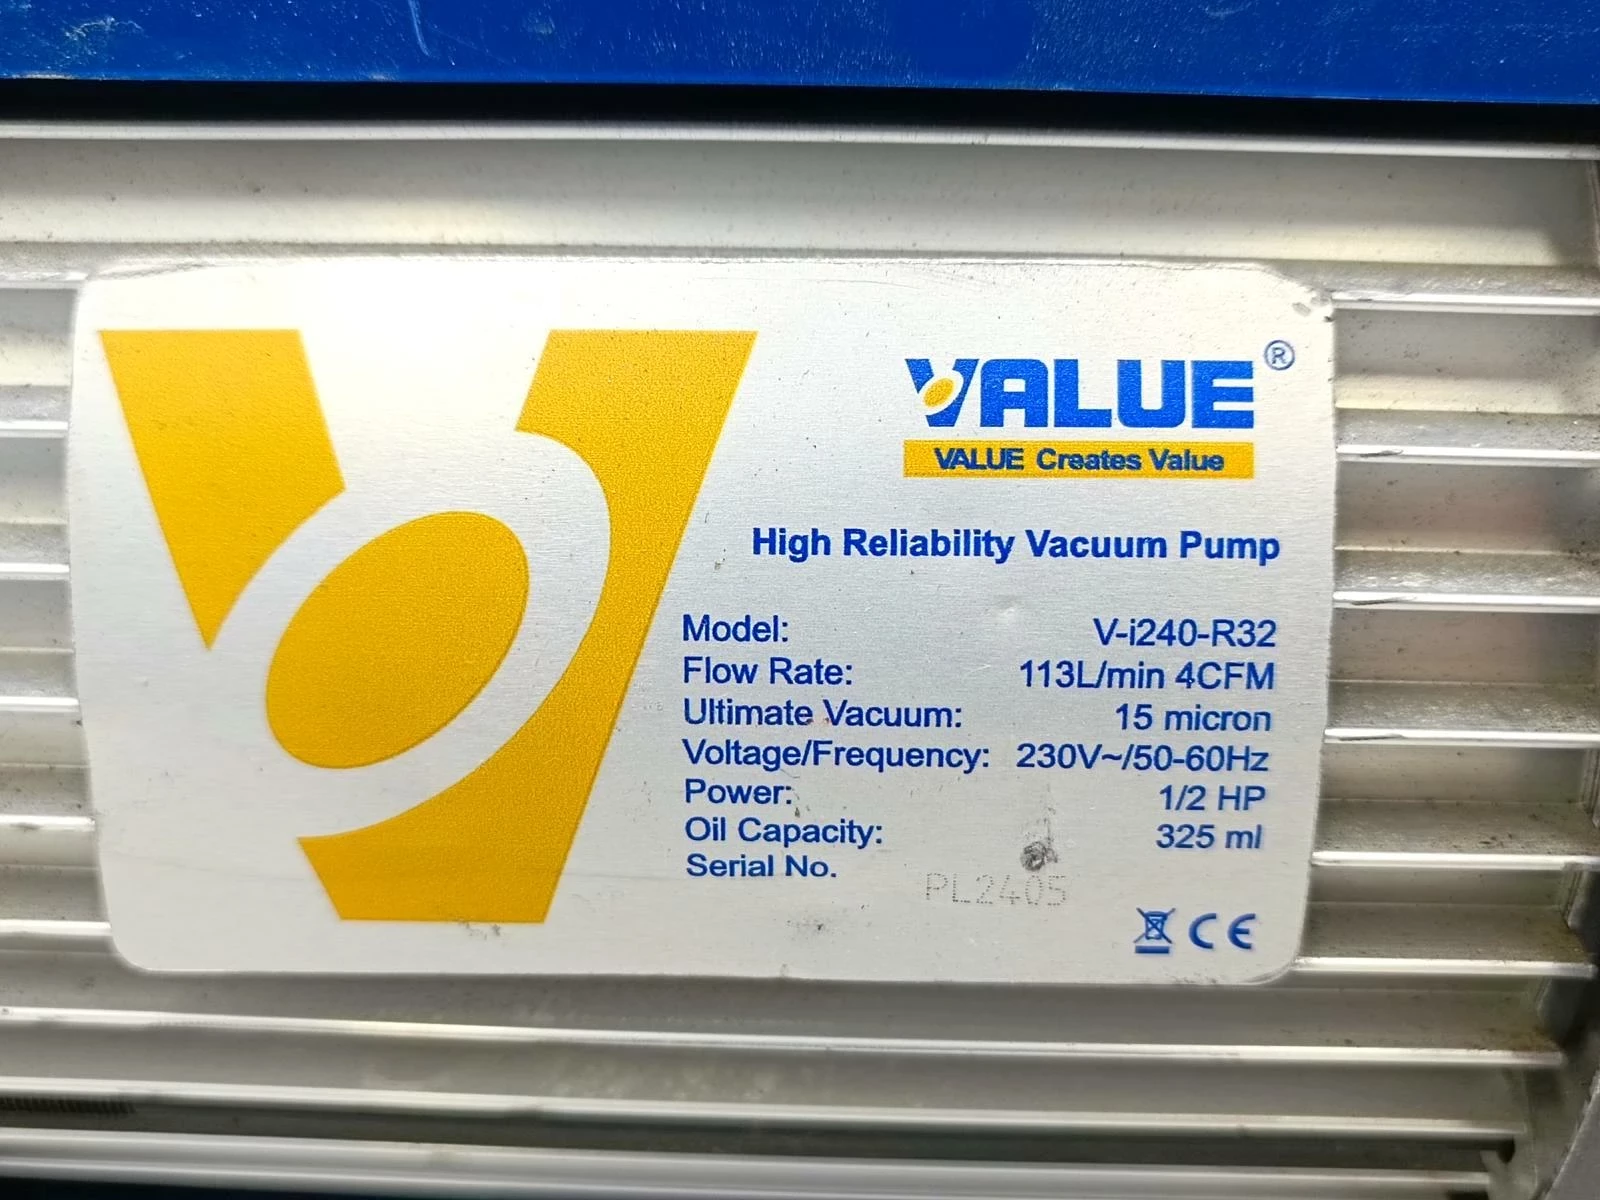 VALUE®
VALUE Creates Value
High Reliability Vacuum Pump
Model: V-i240-R32
Flow Rate: 113L/min 4CFM
Ultimate Vacuum: 15 micron
Voltage/Frequency: 230V~/50-60Hz
Power: 1/2 HP
Oil Capacity: 325 ml
Serial No. PL2405
CE